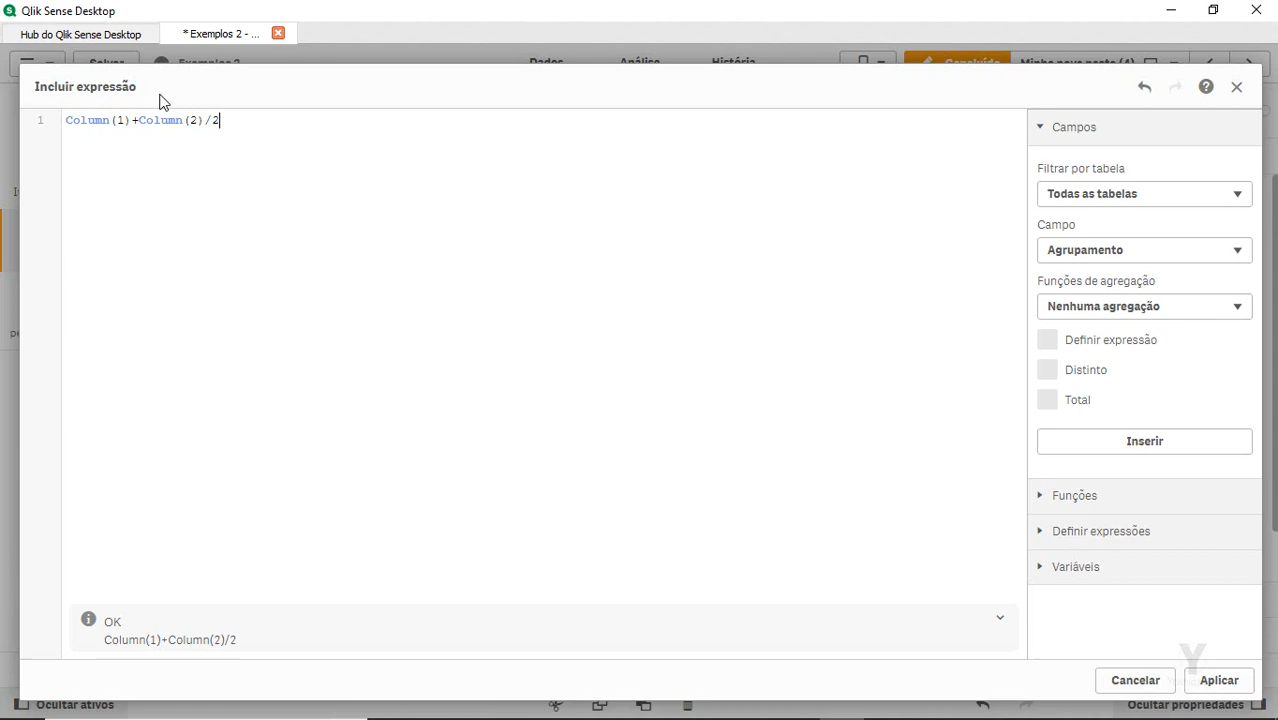 Qlik Sense Desktop
Hub do Qlik Sense Desktop
* Exemplos 2 - ...
Incluir expressão
1 Column(1)+Column(2)/2
Campos
Filtrar por tabela
Todas as tabelas
Campo
Agrupamento
Funções de agregação
Nenhuma agregação
Definir expressão
Distinto
Total
Inserir
Funções
Definir expressões
Variáveis
OK
Column(1)+Column(2)/2
Cancelar
Aplicar
Ocultar ativos
Ocultar propriedades